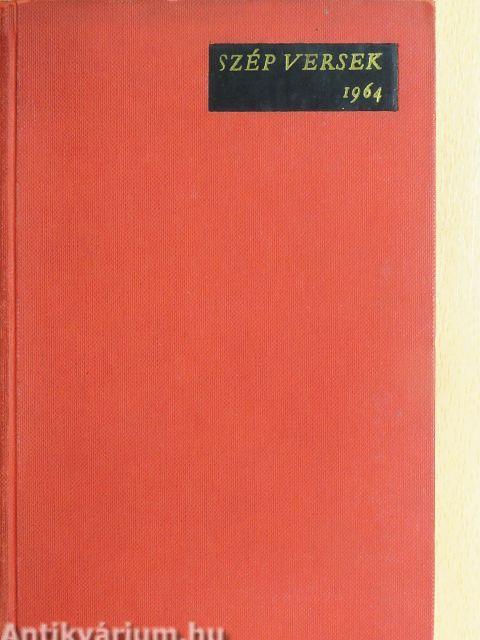 SZÉP VERSEK
1964
Antikvárium.hu